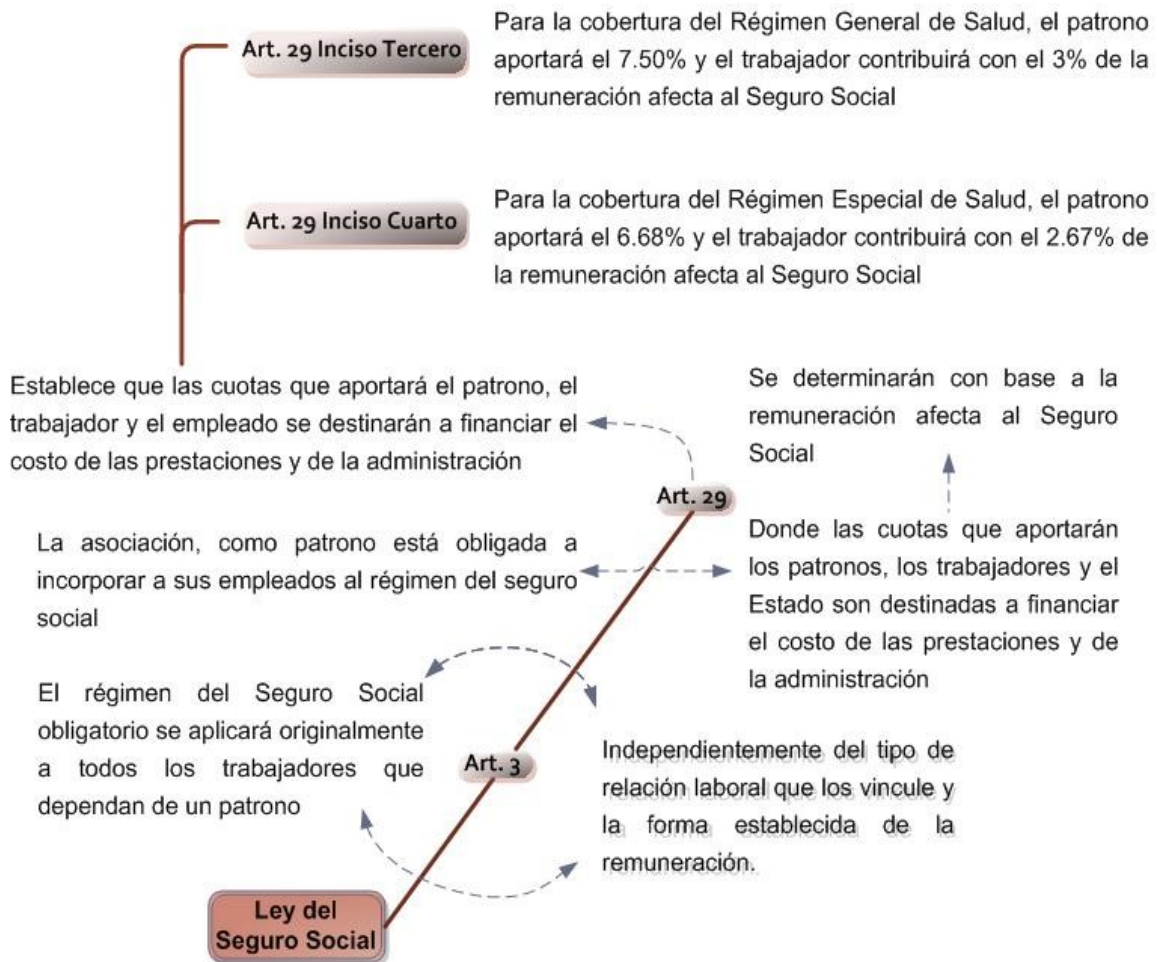 Art. 29 Inciso Tercero
Para la cobertura del Régimen General de Salud, el patrono
aportará el 7.50% y el trabajador contribuirá con el 3% de la
remuneración afecta al Seguro Social
Art. 29 Inciso Cuarto
Para la cobertura del Régimen Especial de Salud, el patrono
aportará el 6.68% y el trabajador contribuirá con el 2.67% de
la remuneración afecta al Seguro Social
Establece que las cuotas que aportará el patrono, el
trabajador y el empleado se destinarán a financiar el
costo de las prestaciones y de la administración
Se determinarán con base a la
remuneración afecta al Seguro
Social
Art. 29
La asociación, como patrono está obligada a
incorporar a sus empleados al régimen del seguro
social
Donde las cuotas que aportarán
los patronos, los trabajadores y el
Estado son destinadas a financiar
el costo de las prestaciones y de
la administración
El régimen del Seguro Social
obligatorio se aplicará originalmente
a todos los trabajadores que
dependan de un patrono
Art. 3
Independientemente del tipo de
relación laboral que los vincule y
la forma establecida de la
remuneración.
Ley del
Seguro Social